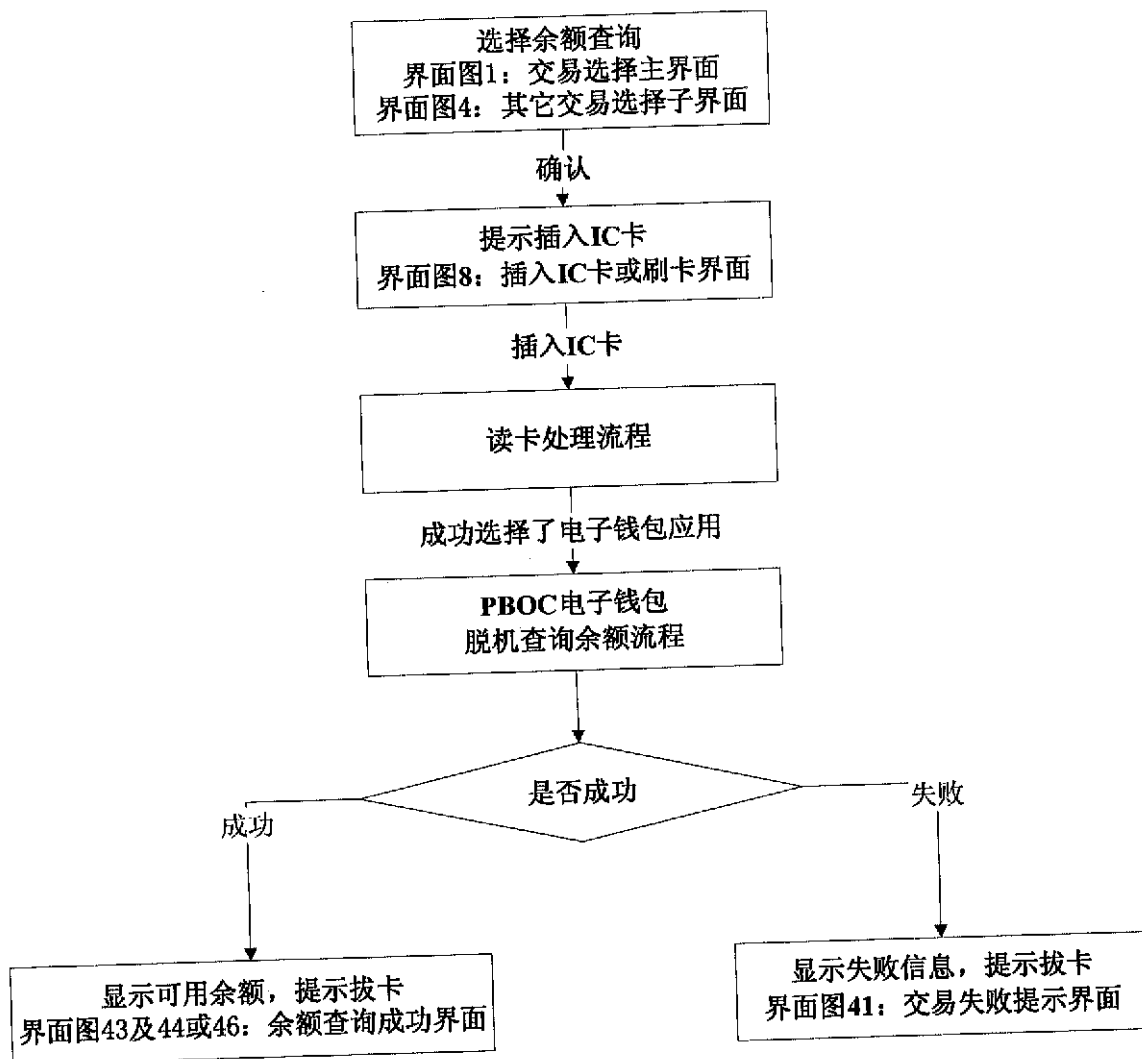 选择余额查询
界面图1：交易选择主界面
界面图4：其它交易选择子界面
确认
提示插入IC卡
界面图8：插入IC卡或刷卡界面
插入IC卡
读卡处理流程
成功选择了电子钱包应用
PBOC电子钱包
脱机查询余额流程
是否成功
成功
失败
显示可用余额，提示拔卡
界面图43及44或46：余额查询成功界面
显示失败信息，提示拔卡
界面图41：交易失败提示界面